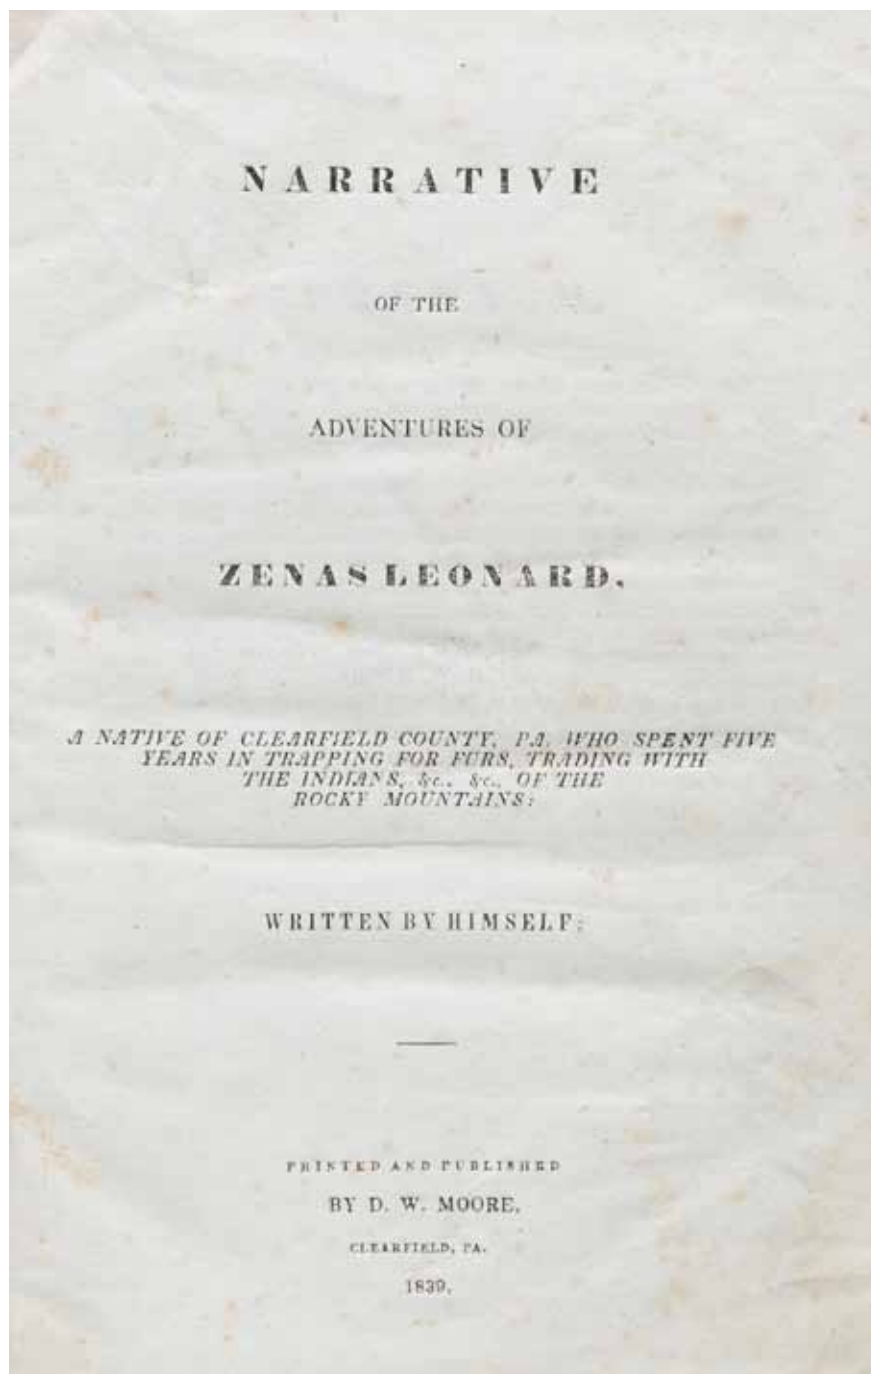 NARRATIVE
OF THE
ADVENTURES OF
ZENAS LEONARD,
A NATIVE OF CLEARFIELD COUNTY, PA. WHO SPENT FIVE
YEARS IN TRAPPING FOR FURS, TRADING WITH
THE INDIANS, &c., &c., OF THE
ROCKY MOUNTAINS:
WRITTEN BY HIMSELF:
PRINTED AND PUBLISHED
BY D. W. MOORE,
CLEARFIELD, PA.
1839.